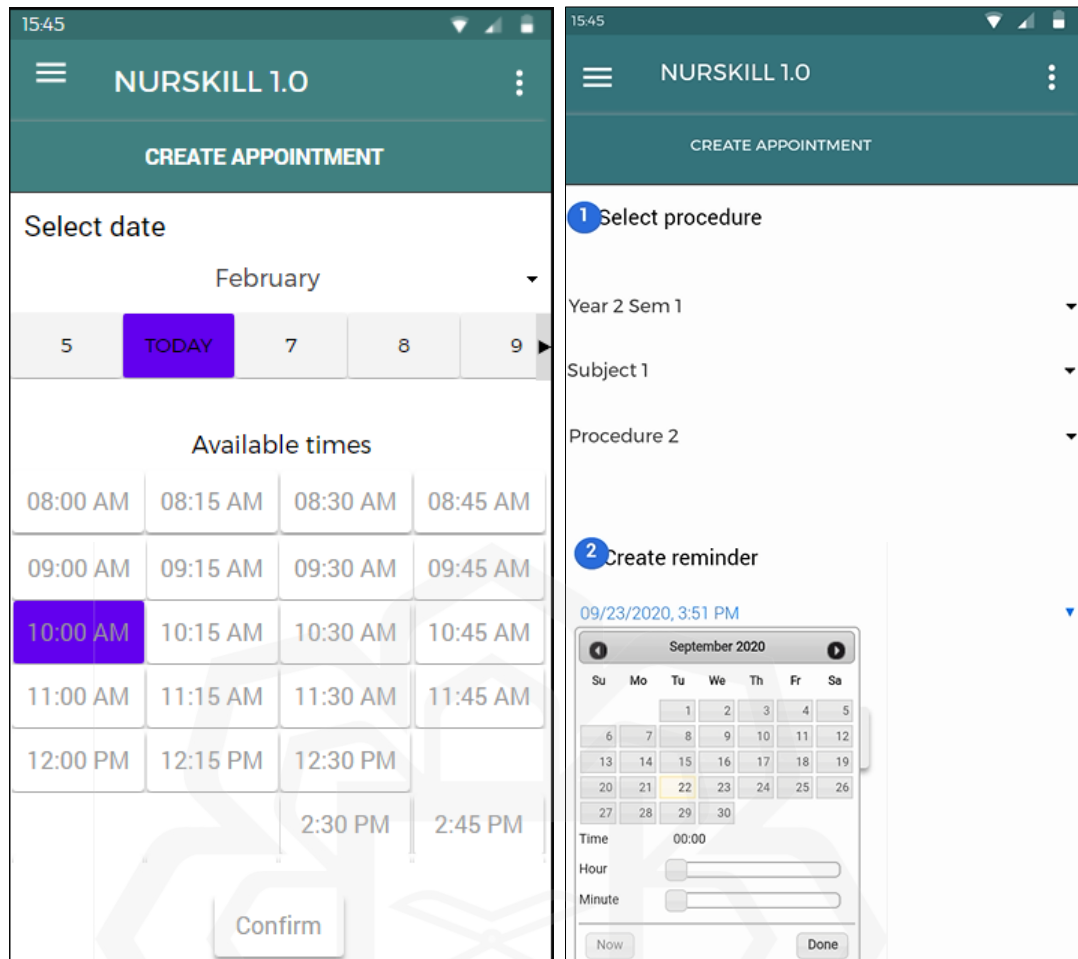 15:45
NURSKILL 1.0
CREATE APPOINTMENT
Select date
February
5 TODAY 7 8 9
Available times
08:00 AM 08:15 AM 08:30 AM 08:45 AM
09:00 AM 09:15 AM 09:30 AM 09:45 AM
10:00 AM 10:15 AM 10:30 AM 10:45 AM
11:00 AM 11:15 AM 11:30 AM 11:45 AM
12:00 PM 12:15 PM 12:30 PM
2:30 PM 2:45 PM
Confirm
15:45
NURSKILL 1.0
CREATE APPOINTMENT
1 Select procedure
Year 2 Sem 1
Subject 1
Procedure 2
2 Create reminder
09/23/2020, 3:51 PM
September 2020
Su Mo Tu We Th Fr Sa
1 2 3 4 5
6 7 8 9 10 11 12
13 14 15 16 17 18 19
20 21 22 23 24 25 26
27 28 29 30
Time 00:00
Hour
Minute
Now Done